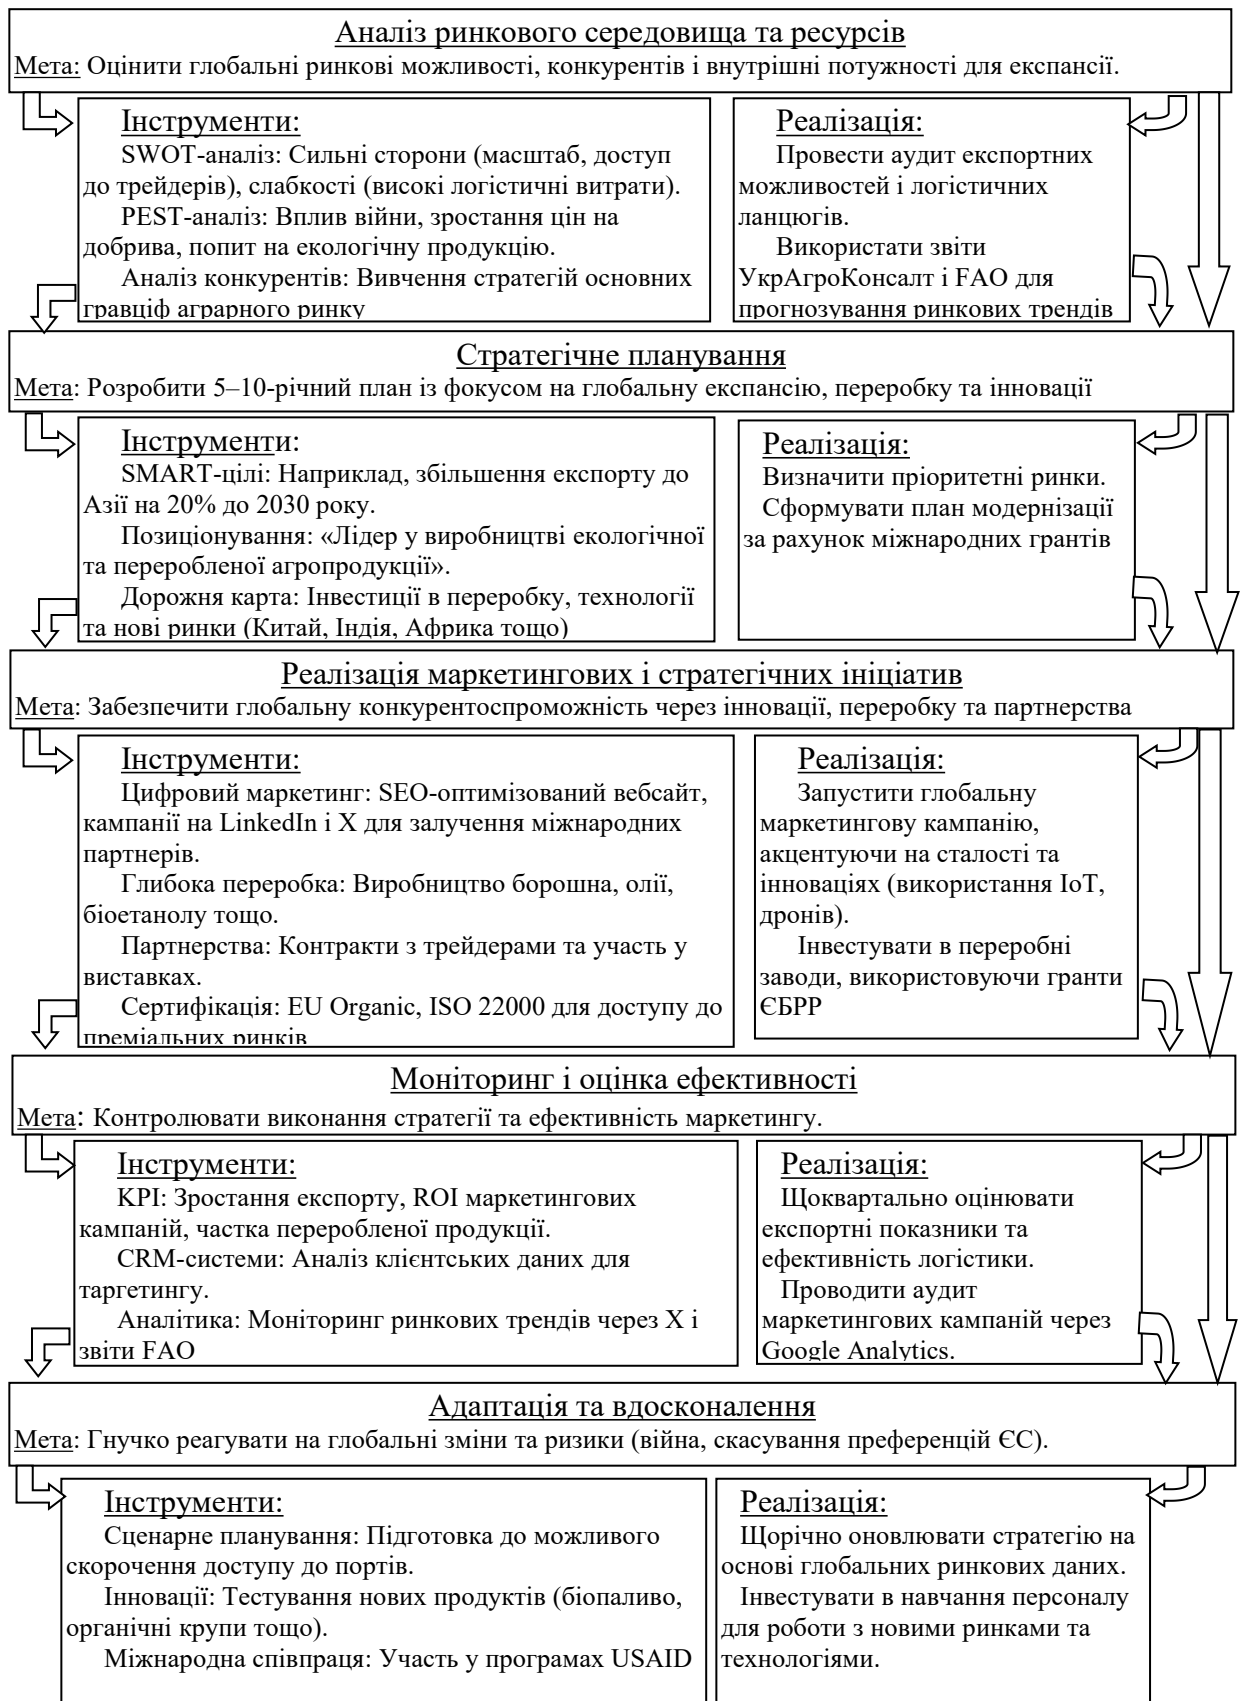 Аналіз ринкового середовища та ресурсів
Мета: Оцінити глобальні ринкові можливості, конкурентів і внутрішні потужності для експансії.
Інструменти:
SWOT-аналіз: Сильні сторони (масштаб, доступ
до трейдерів), слабкості (високі логістичні витрати).
PEST-аналіз: Вплив війни, зростання цін на
добрива, попит на екологічну продукцію.
Аналіз конкурентів: Вивчення стратегій основних
гравціф аграрного ринку
Реалізація:
Провести аудит експортних
можливостей і логістичних
ланцюгів.
Використати звіти
УкрАгроКонсалт і FAO для
прогнозування ринкових трендів
Стратегічне планування
Мета: Розробити 5–10-річний план із фокусом на глобальну експансію, переробку та інновації
Інструменти:
SMART-цілі: Наприклад, збільшення експорту до
Азії на 20% до 2030 року.
Позиціонування: «Лідер у виробництві екологічної
та переробленої агропродукції».
Дорожня карта: Інвестиції в переробку, технології
та нові ринки (Китай, Індія, Африка тощо)
Реалізація:
Визначити пріоритетні ринки.
Сформувати план модернізації
за рахунок міжнародних грантів
Реалізація маркетингових і стратегічних ініціатив
Мета: Забезпечити глобальну конкурентоспроможність через інновації, переробку та партнерства
Інструменти:
Цифровий маркетинг: SEO-оптимізований вебсайт,
кампанії на LinkedIn і X для залучення міжнародних
партнерів.
Глибока переробка: Виробництво борошна, олії,
біоетанолу тощо.
Партнерства: Контракти з трейдерами та участь у
виставках.
Сертифікація: EU Organic, ISO 22000 для доступу до
преміальних ринків
Реалізація:
Запустити глобальну
маркетингову кампанію,
акцентуючи на сталості та
інноваціях (використання IoT,
дронів).
Інвестувати в переробні
заводи, використовуючи гранти
ЄБРР
Моніторинг і оцінка ефективності
Мета: Контролювати виконання стратегії та ефективність маркетингу.
Інструменти:
KPI: Зростання експорту, ROI маркетингових
кампаній, частка переробленої продукції.
CRM-системи: Аналіз клієнтських даних для
таргетингу.
Аналітика: Моніторинг ринкових трендів через X і
звіти FAO
Реалізація:
Щоквартально оцінювати
експортні показники та
ефективність логістики.
Проводити аудит
маркетингових кампаній через
Google Analytics.
Адаптація та вдосконалення
Мета: Гнучко реагувати на глобальні зміни та ризики (війна, скасування преференцій ЄС).
Інструменти:
Сценарне планування: Підготовка до можливого
скорочення доступу до портів.
Інновації: Тестування нових продуктів (біопаливо,
органічні крупи тощо).
Міжнародна співпраця: Участь у програмах USAID
Реалізація:
Щорічно оновлювати стратегію на
основі глобальних ринкових даних.
Інвестувати в навчання персоналу
для роботи з новими ринками та
технологіями.